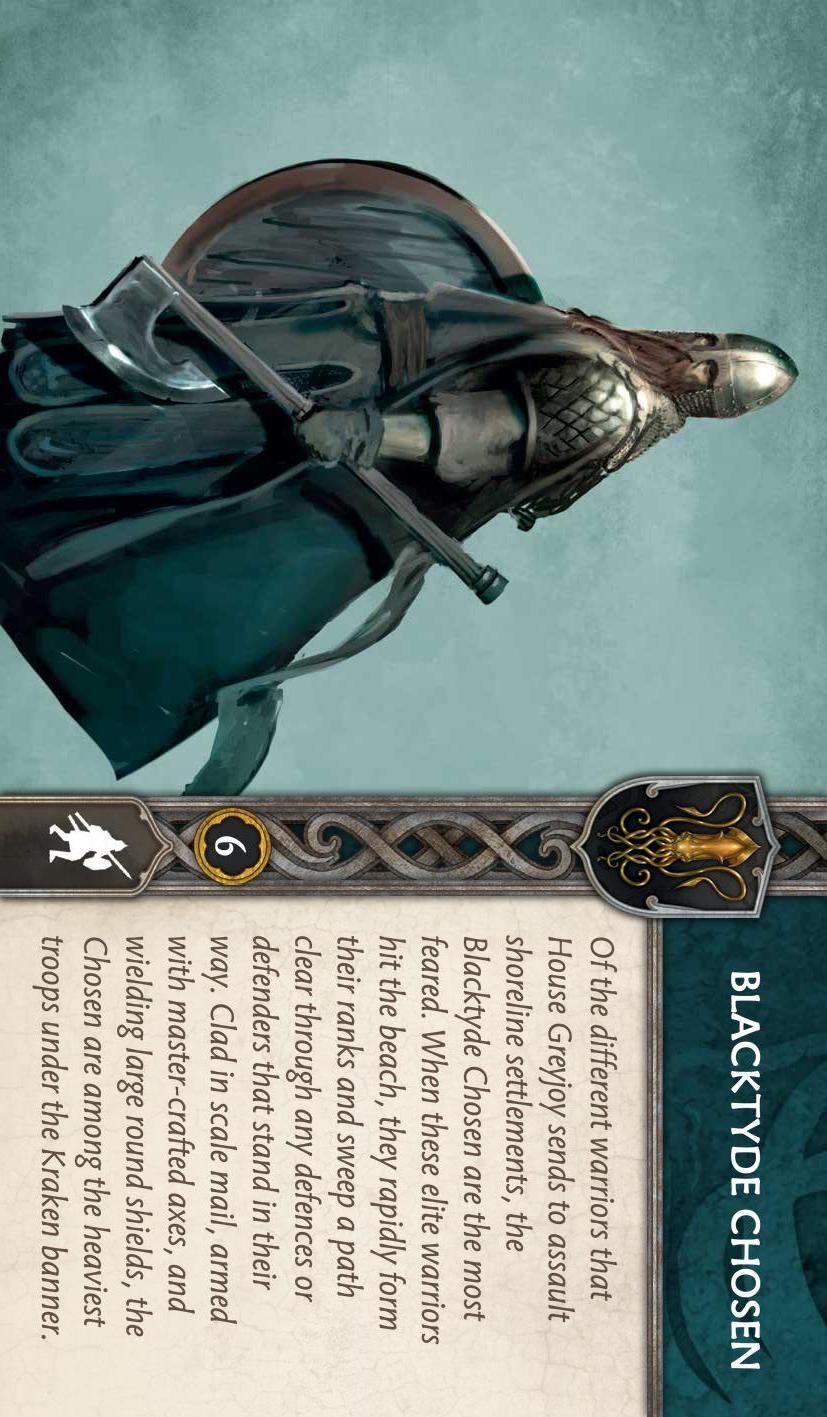 BLACKTYDE CHOSEN
6
Of the different warriors that
House Greyjoy sends to assault
shoreline settlements, the
Blacktyde Chosen are the most
feared. When these elite warriors
hit the beach, they rapidly form
their ranks and sweep a path
clear through any defences or
defenders that stand in their
way. Clad in scale mail, armed
with master-crafted axes, and
wielding large round shields, the
Chosen are among the heaviest
troops under the Kraken banner.